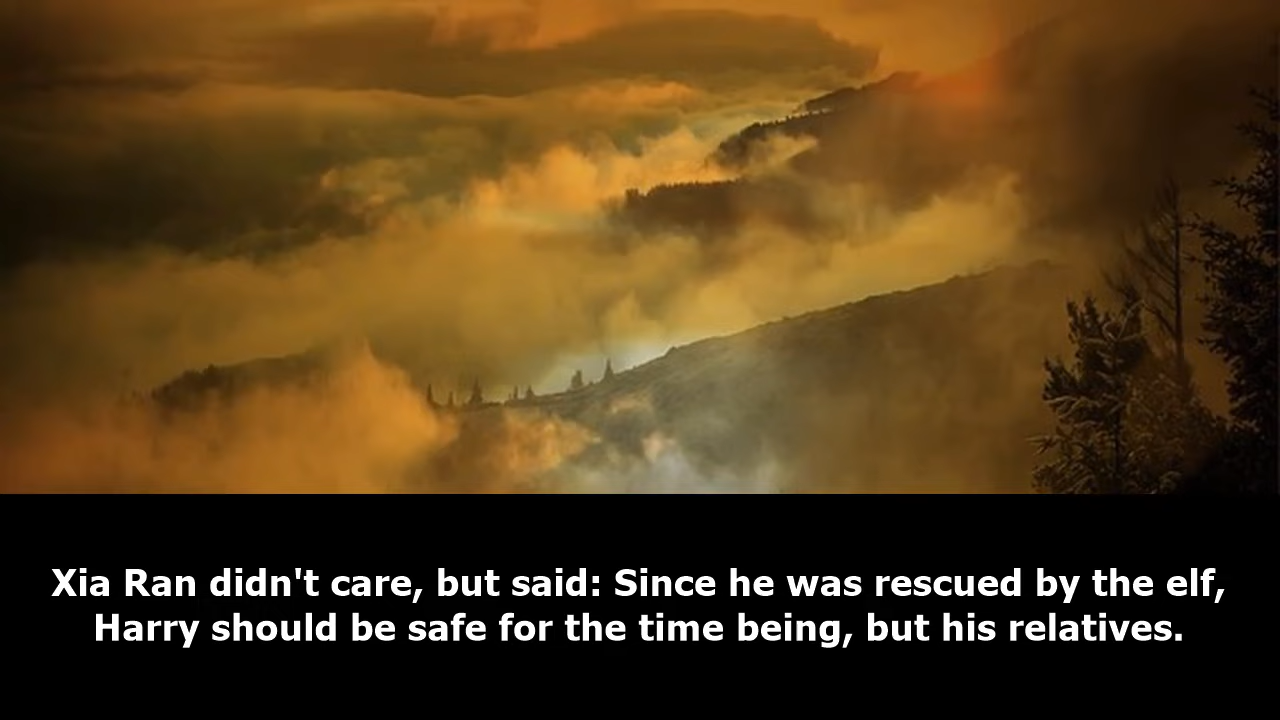 Xia Ran didn't care, but said: Since he was rescued by the elf,
Harry should be safe for the time being, but his relatives.